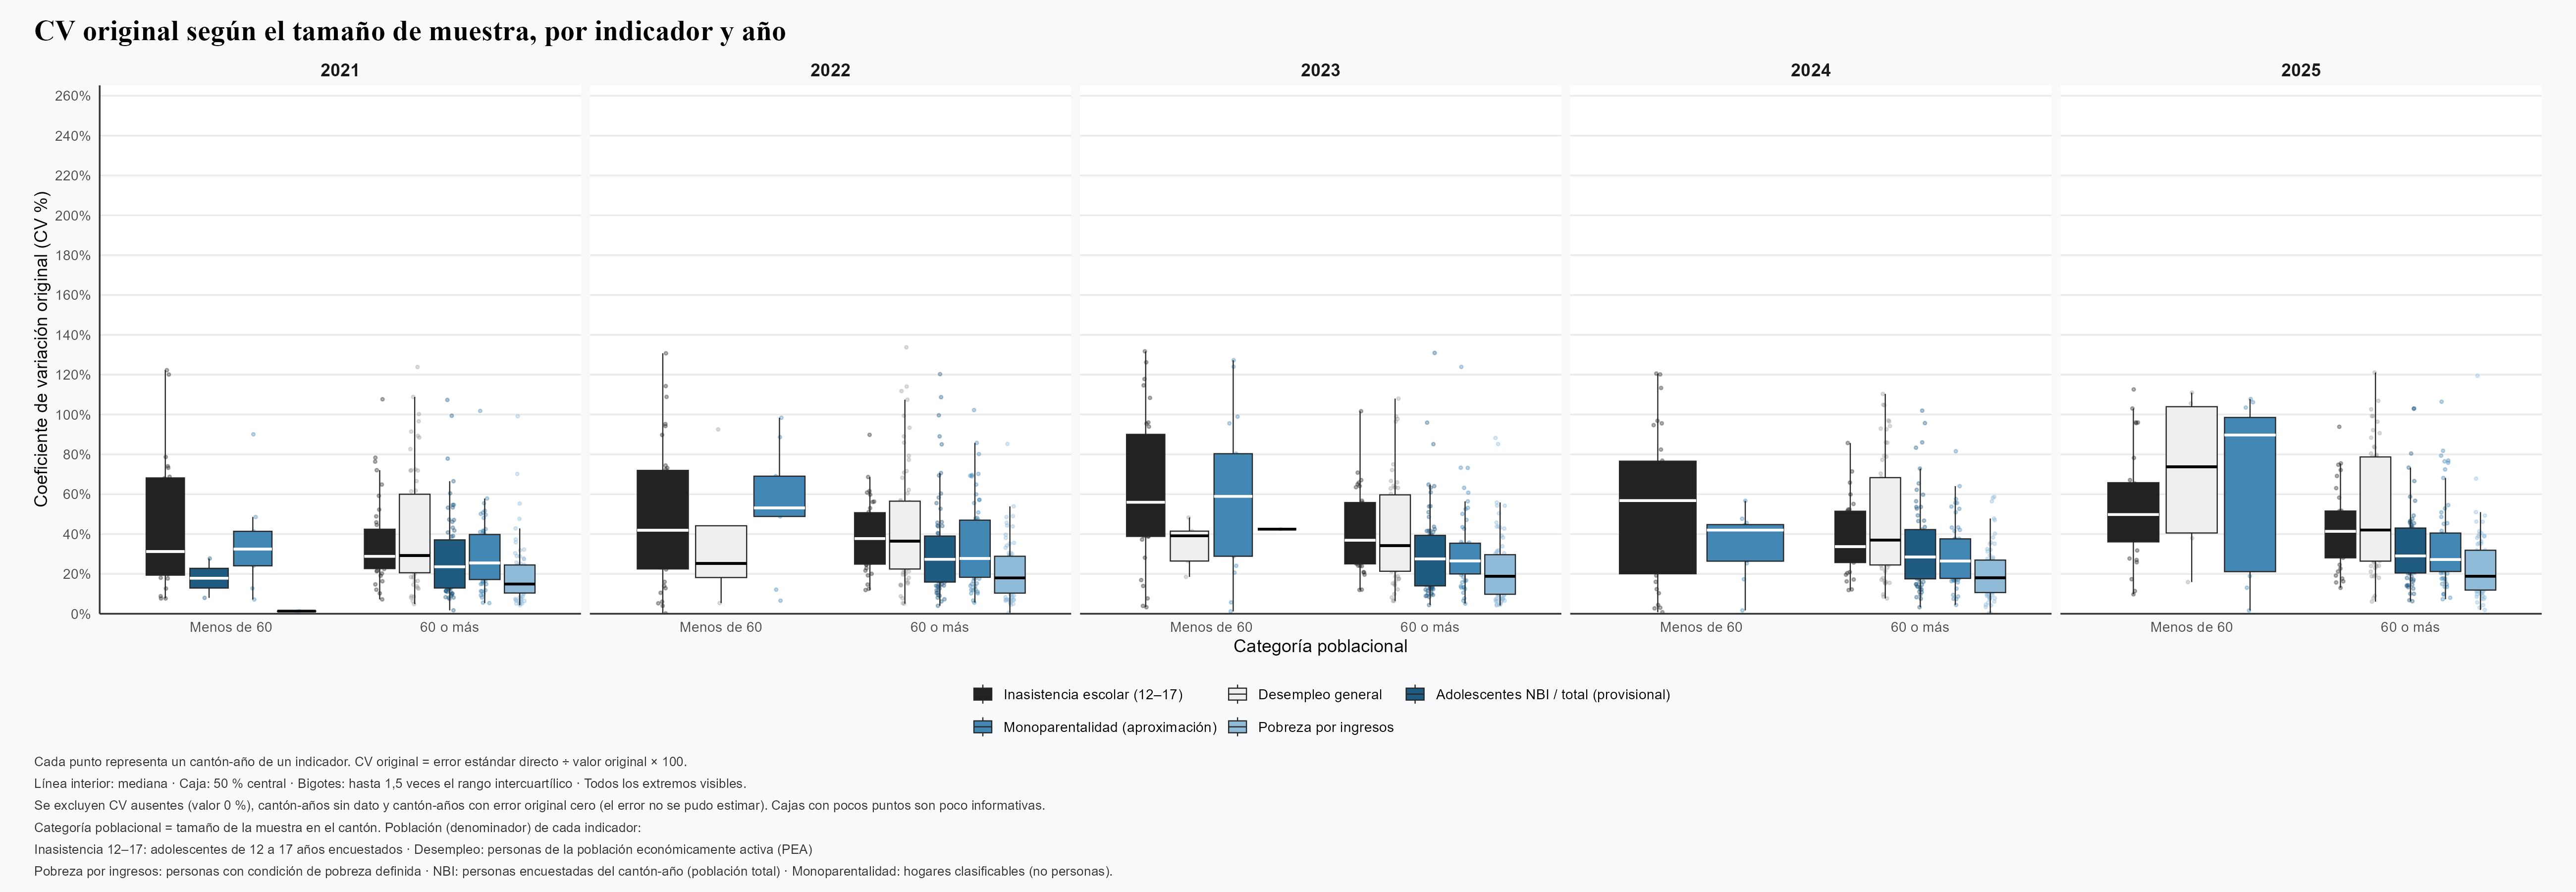 CV original según el tamaño de muestra, por indicador y año
2021
2022
2023
2024
2025
Coeficiente de variación original (CV %)
260%
240%
220%
200%
180%
160%
140%
120%
100%
80%
60%
40%
20%
0%
Menos de 60
60 o más
Menos de 60
60 o más
Menos de 60
60 o más
Menos de 60
60 o más
Menos de 60
60 o más
Categoría poblacional
Inasistencia escolar (12–17)
Desempleo general
Adolescentes NBI / total (provisional)
Monoparentalidad (aproximación)
Pobreza por ingresos
Cada punto representa un cantón-año de un indicador. CV original = error estándar directo ÷ valor original × 100.
Línea interior: mediana · Caja: 50 % central · Bigotes: hasta 1,5 veces el rango intercuartílico · Todos los extremos visibles.
Se excluyen CV ausentes (valor 0 %), cantón-años sin dato y cantón-años con error original cero (el error no se pudo estimar). Cajas con pocos puntos son poco informativas.
Categoría poblacional = tamaño de la muestra en el cantón. Población (denominador) de cada indicador:
Inasistencia 12–17: adolescentes de 12 a 17 años encuestados · Desempleo: personas de la población económicamente activa (PEA)
Pobreza por ingresos: personas con condición de pobreza definida · NBI: personas encuestadas del cantón-año (población total) · Monoparentalidad: hogares clasificables (no personas).